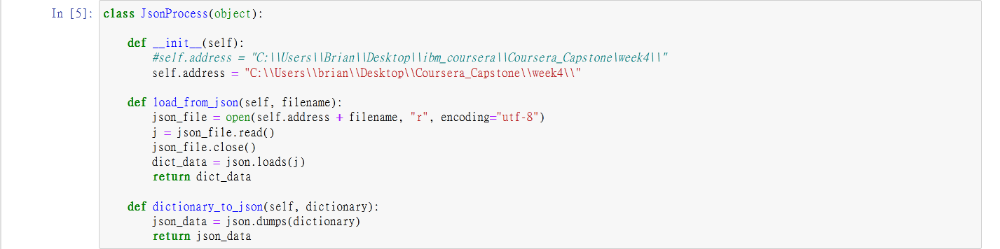 In [5]: class JsonProcess(object):
def __init__(self):
#self.address = "C:\\Users\\Brian\\Desktop\\ibm_coursera\\Coursera_Capstone\week4\\"
self.address = "C:\\Users\\brian\\Desktop\\Coursera_Capstone\\week4\\"
def load_from_json(self, filename):
json_file = open(self.address + filename, "r", encoding="utf-8")
j = json_file.read()
json_file.close()
dict_data = json.loads(j)
return dict_data
def dictionary_to_json(self, dictionary):
json_data = json.dumps(dictionary)
return json_data